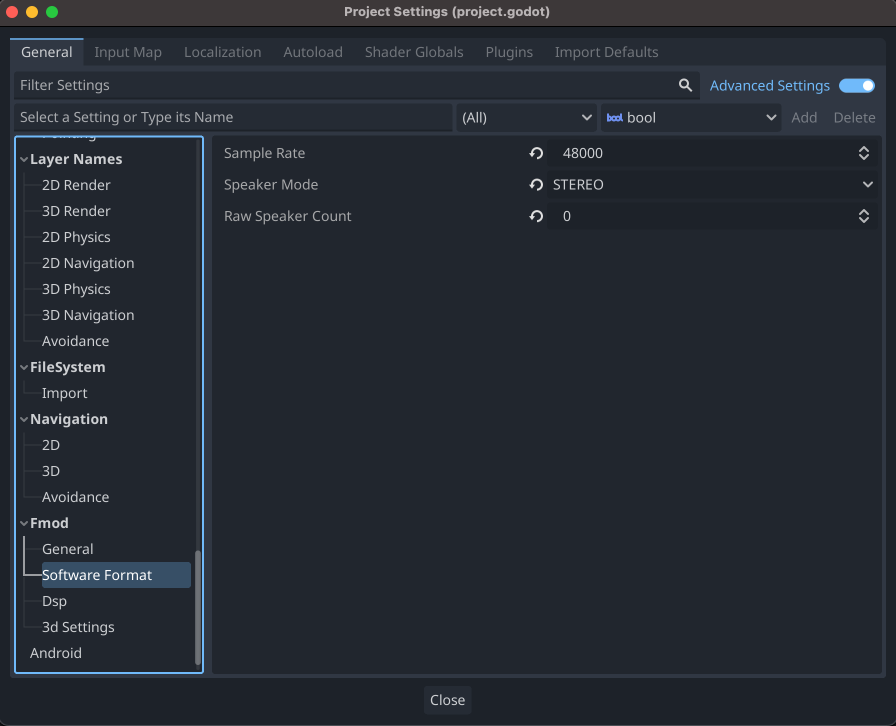 Project Settings (project.godot)
General Input Map Localization Autoload Shader Globals Plugins Import Defaults
Filter Settings Advanced Settings
Select a Setting or Type its Name (All) bool bool Add Delete
Layer Names
2D Render
3D Render
2D Physics
2D Navigation
3D Physics
3D Navigation
Avoidance
FileSystem
Import
Navigation
2D
3D
Avoidance
Fmod
General
Software Format
Dsp
3d Settings
Android
Sample Rate 48000
Speaker Mode STEREO
Raw Speaker Count 0
Close